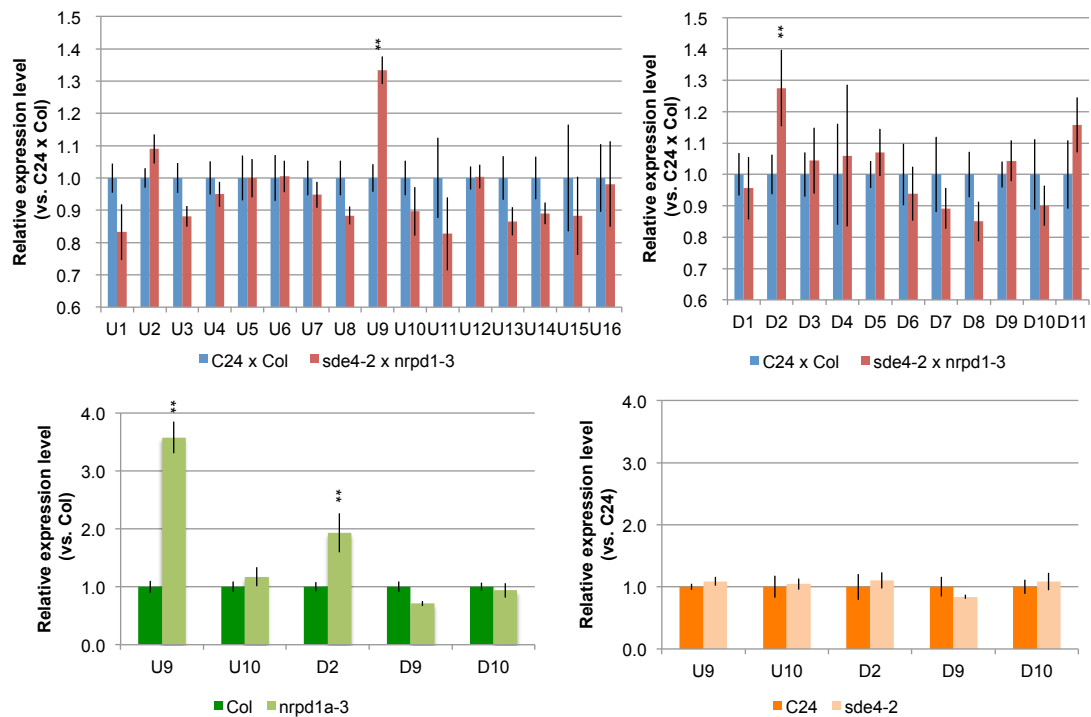 Relative expression level
(vs. C24 x Col)
1.5
1.4
1.3
1.2
1.1
1.0
0.9
0.8
0.7
0.6
**
U1 U2 U3 U4 U5 U6 U7 U8 U9 U10 U11 U12 U13 U14 U15 U16
C24 x Col sde4-2 x nrpd1-3
Relative expression level
(vs. C24 x Col)
1.5
1.4
1.3
1.2
1.1
1.0
0.9
0.8
0.7
0.6
**
D1 D2 D3 D4 D5 D6 D7 D8 D9 D10 D11
C24 x Col sde4-2 x nrpd1-3
Relative expression level
(vs. Col)
4.0
3.0
2.0
1.0
0.0
**
**
U9 U10 D2 D9 D10
Col nrpd1a-3
Relative expression level
(vs. C24)
4.0
3.0
2.0
1.0
0.0
U9 U10 D2 D9 D10
C24 sde4-2